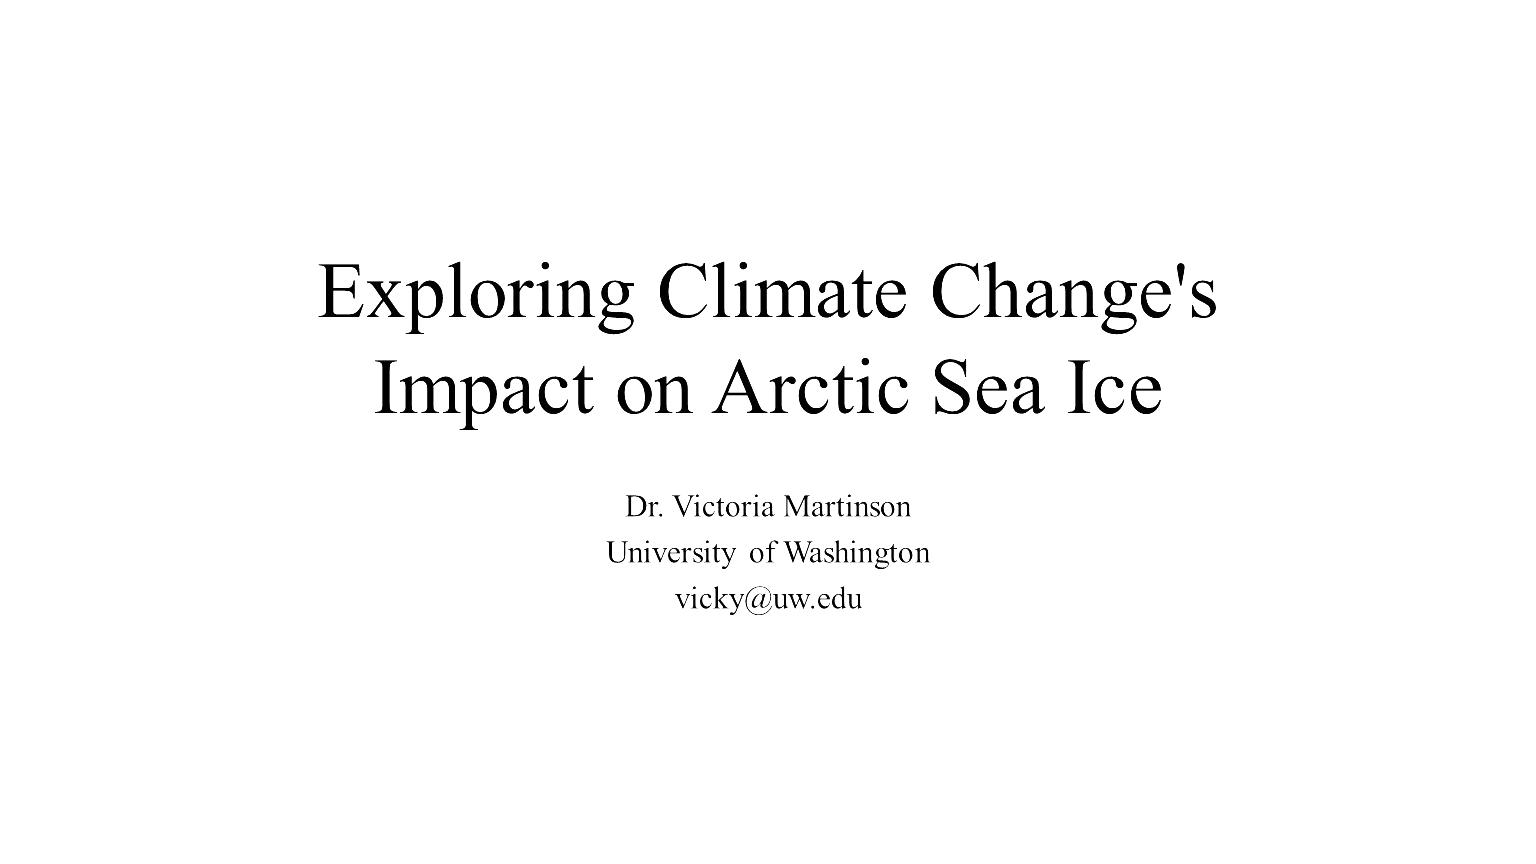 Exploring Climate Change's
Impact on Arctic Sea Ice
Dr. Victoria Martinson
University of Washington
vicky@uw.edu